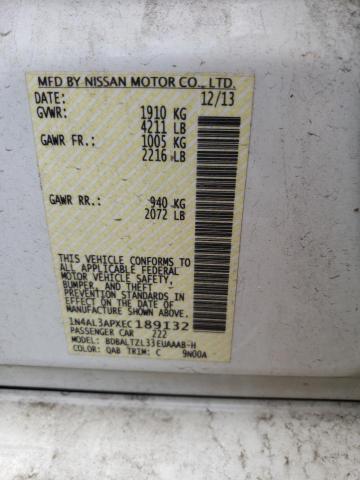 MFD BY NISSAN MOTOR CO., LTD.
DATE: 12/13
GVWR: 1910 KG
4211 LB
GAWR FR: 1005 KG
2216 LB
GAWR RR: 940 KG
2072 LB
THIS VEHICLE CONFORMS TO
ALL APPLICABLE FEDERAL
MOTOR VEHICLE SAFETY,
BUMPER, AND THEFT
PREVENTION STANDARDS IN
EFFECT ON THE DATE OF
MANUFACTURE SHOWN ABOVE.
1N4AL3APXEC189132
PASSENGER CAR 222
MODEL: BDBALTZL33EUAAAB-H
COLOR: QAB TRIM: C 9N00A